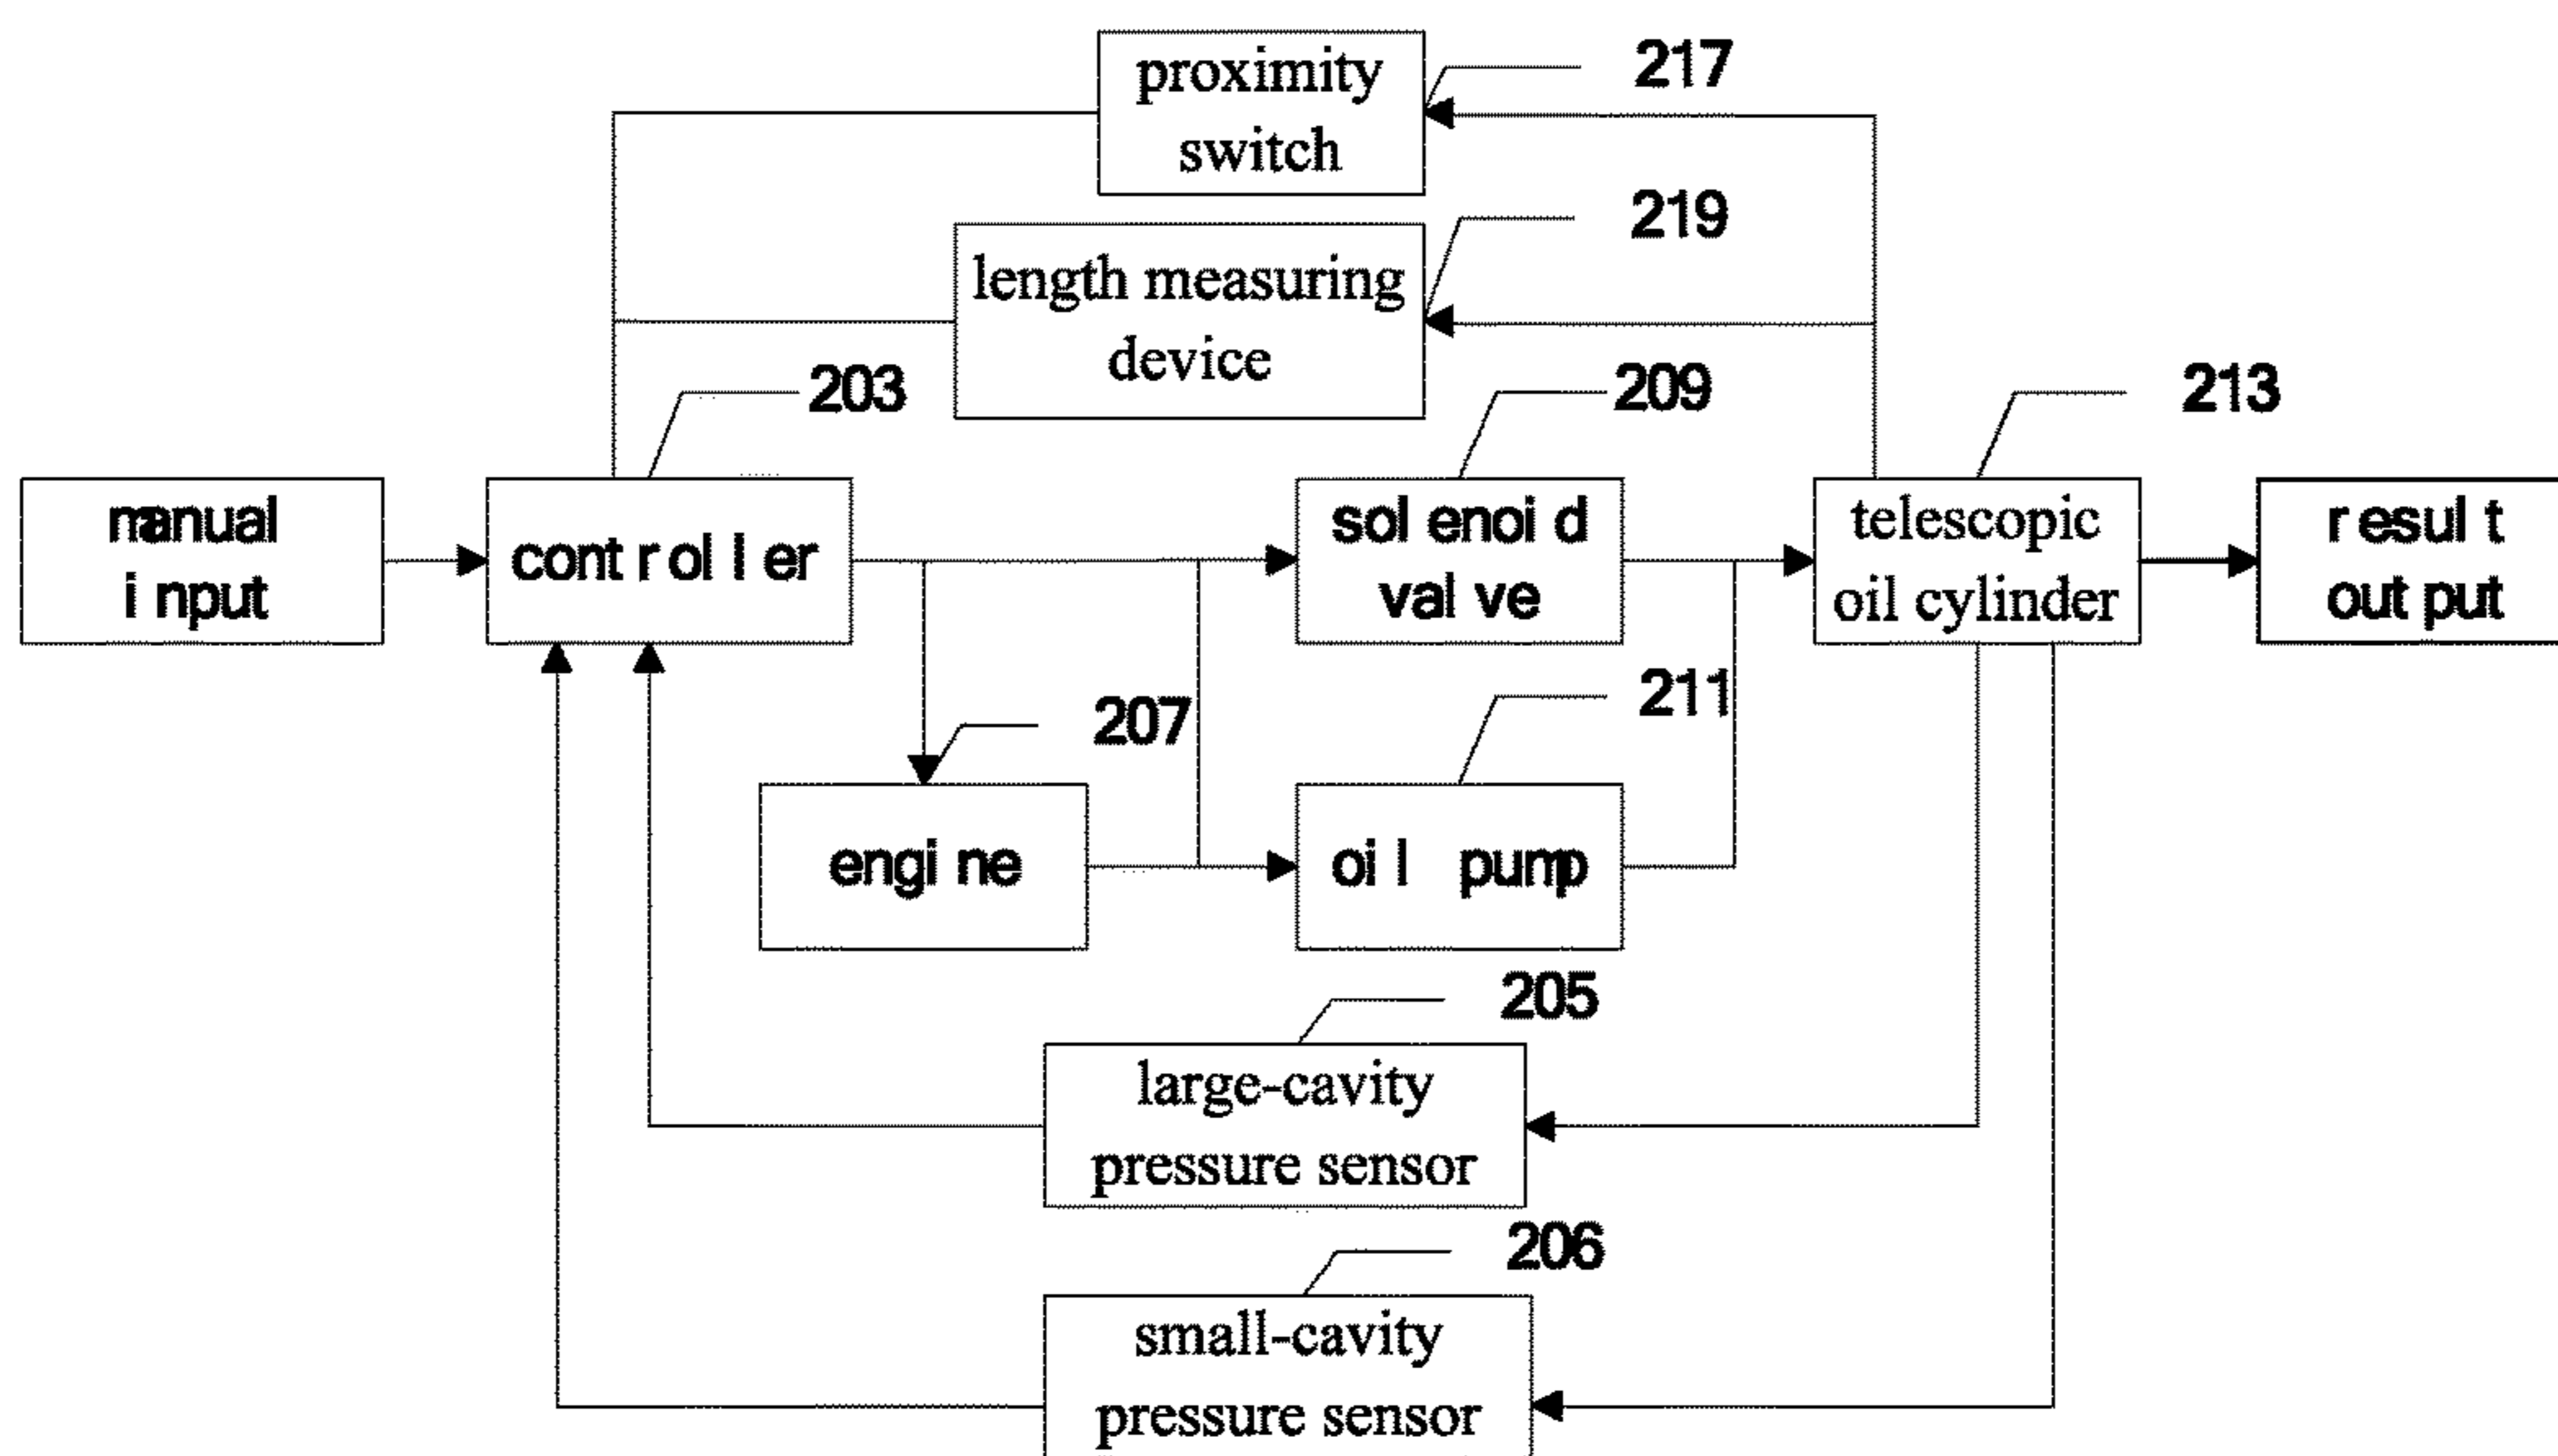 217
proximity
switch
219
length measuring
device
203
209
213
manual
input
controller
solenoid
valve
telescopic
oil cylinder
result
output
207
211
engine
oil pump
205
large-cavity
pressure sensor
206
small-cavity
pressure sensor